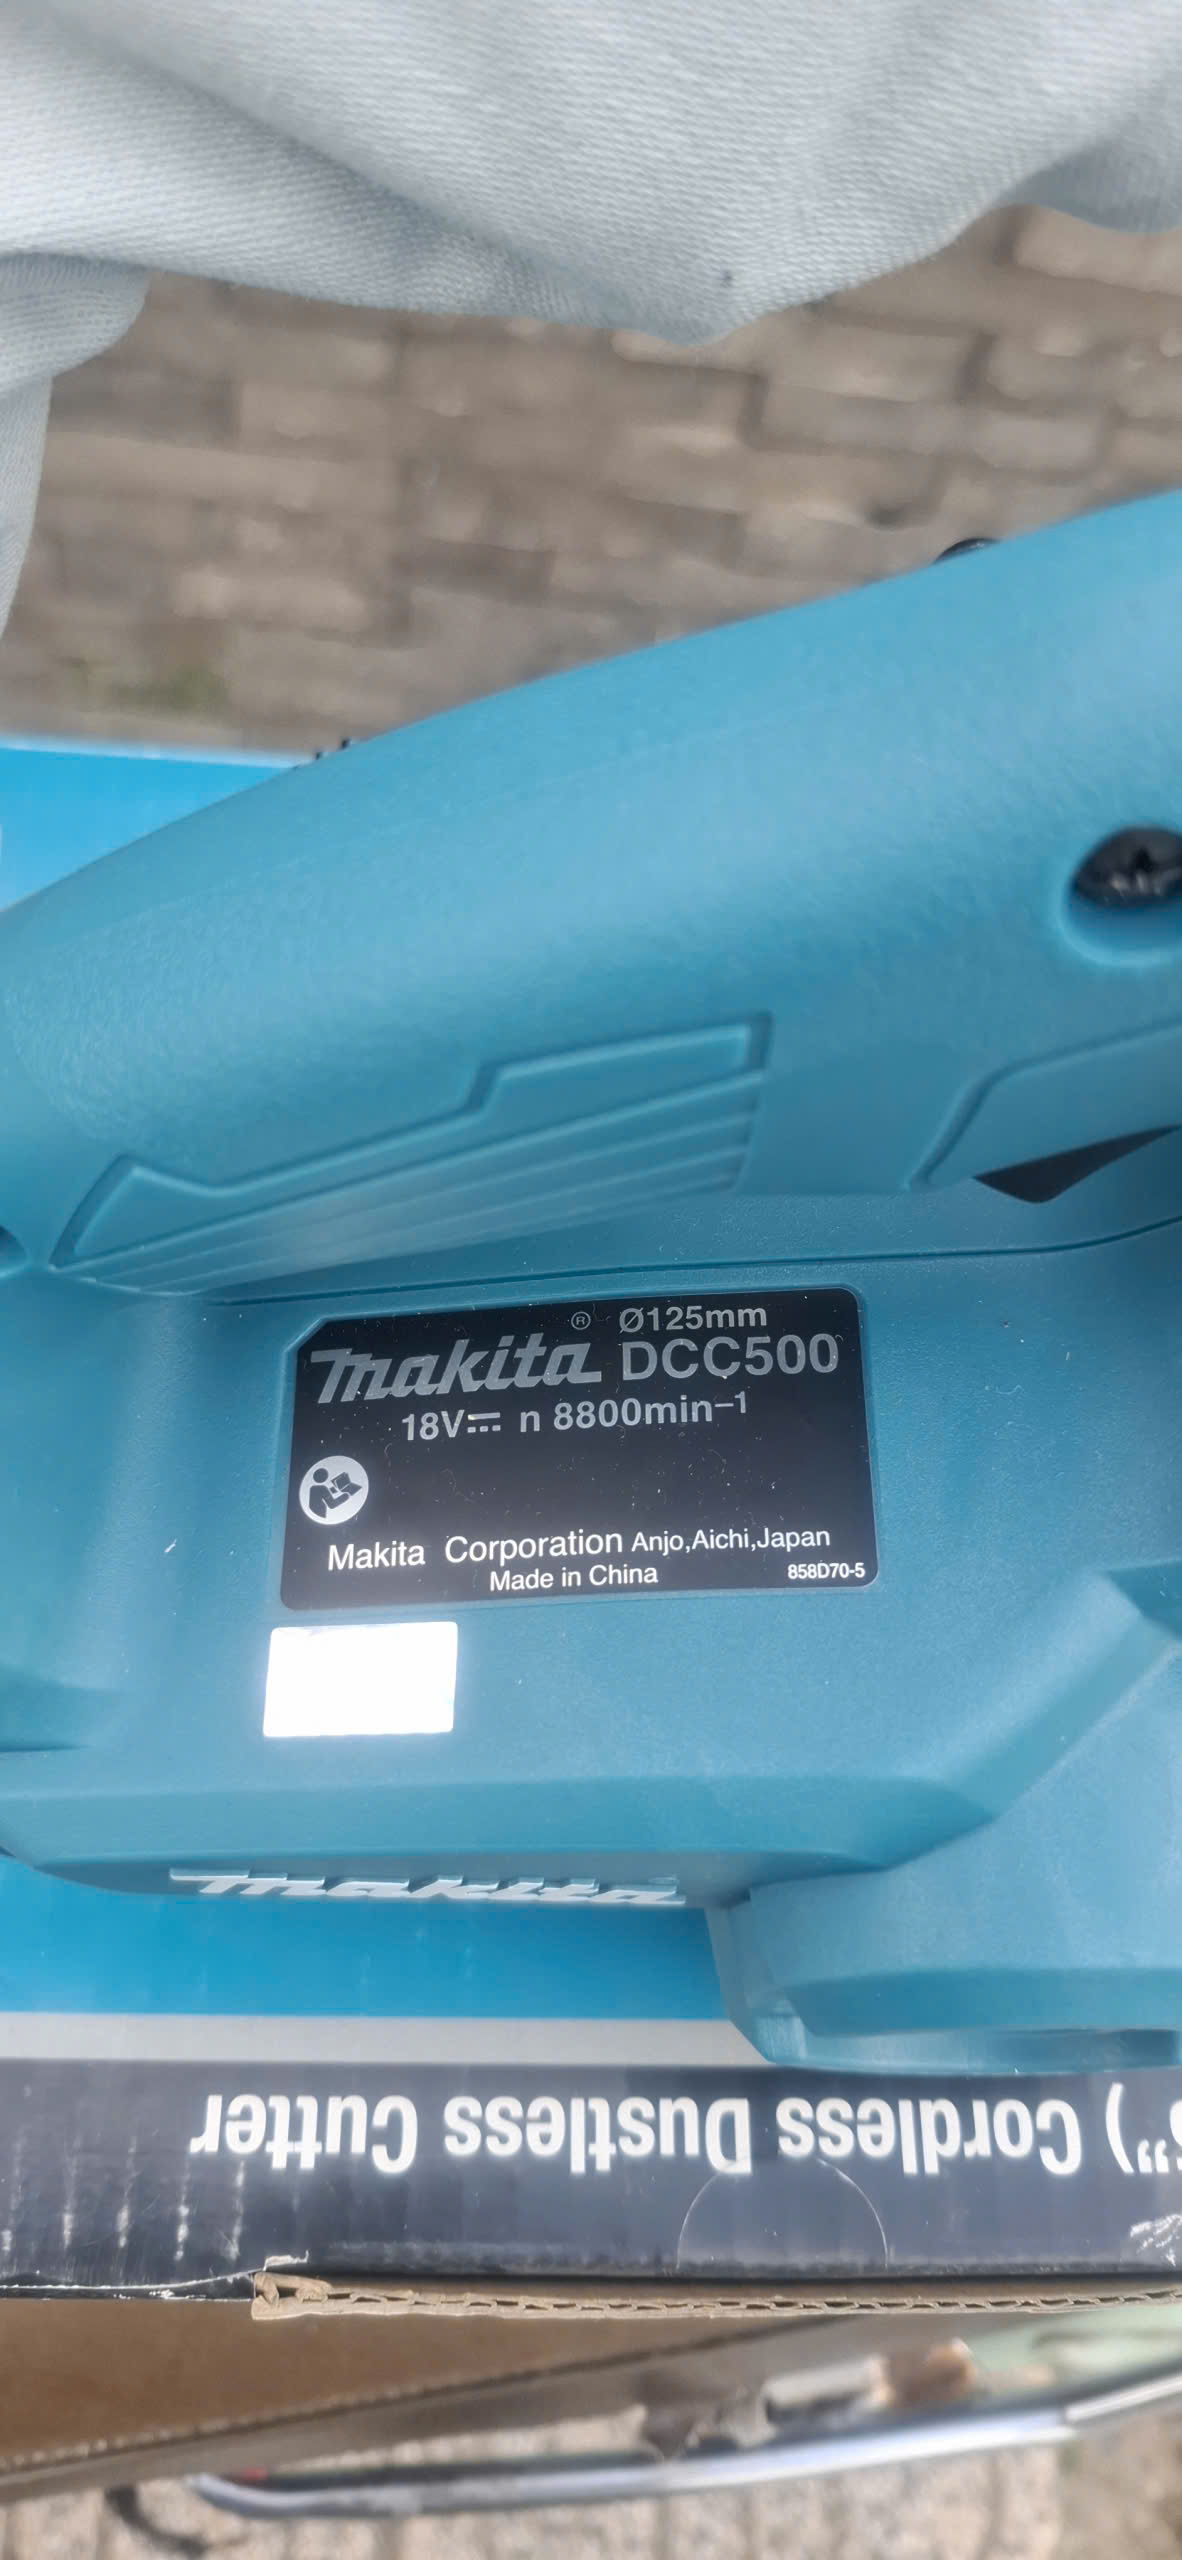 ® Ø125mm
makita DCC500
18V⎓ n 8800min⁻¹
Makita Corporation Anjo,Aichi,Japan
Made in China 858D70-5
makita
") Cordless Dustless Cutter